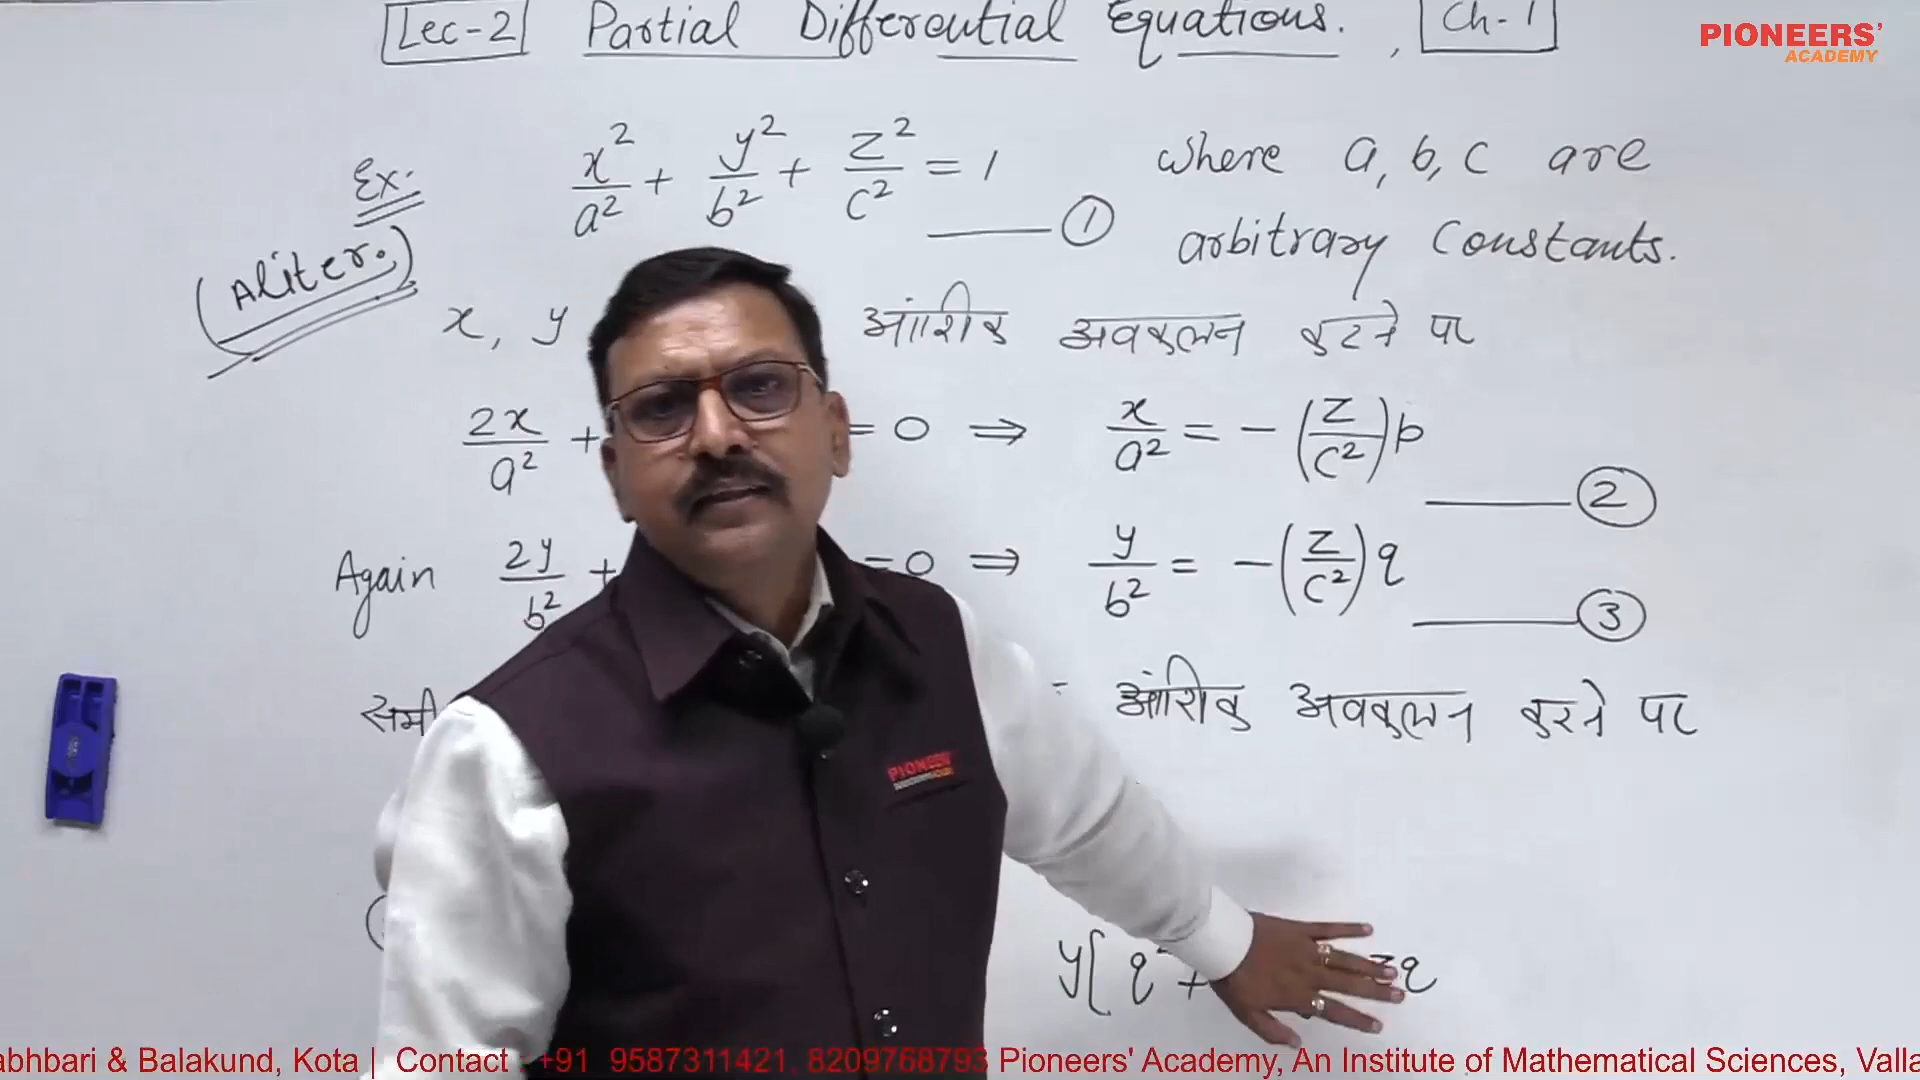 Lec-2 Partial Differential Equations. , Ch-1
PIONEERS'
ACADEMY
Ex. x²/a² + y²/b² + z²/c² = 1 where a, b, c are
① arbitrary Constants.
(Aliter.)
x, y आंशिक अवकलन करने पर
2x/a² + = 0 ⇒ x/a² = -(z/c²)p
②
Again 2y/b² + = 0 ⇒ y/b² = -(z/c²)q
③
समी आंशिक अवकलन करने पर
PIONEERS'
y[q²+ zq
abhbari & Balakund, Kota | Contact : +91 9587311421, 8209768793 Pioneers' Academy, An Institute of Mathematical Sciences, Valla